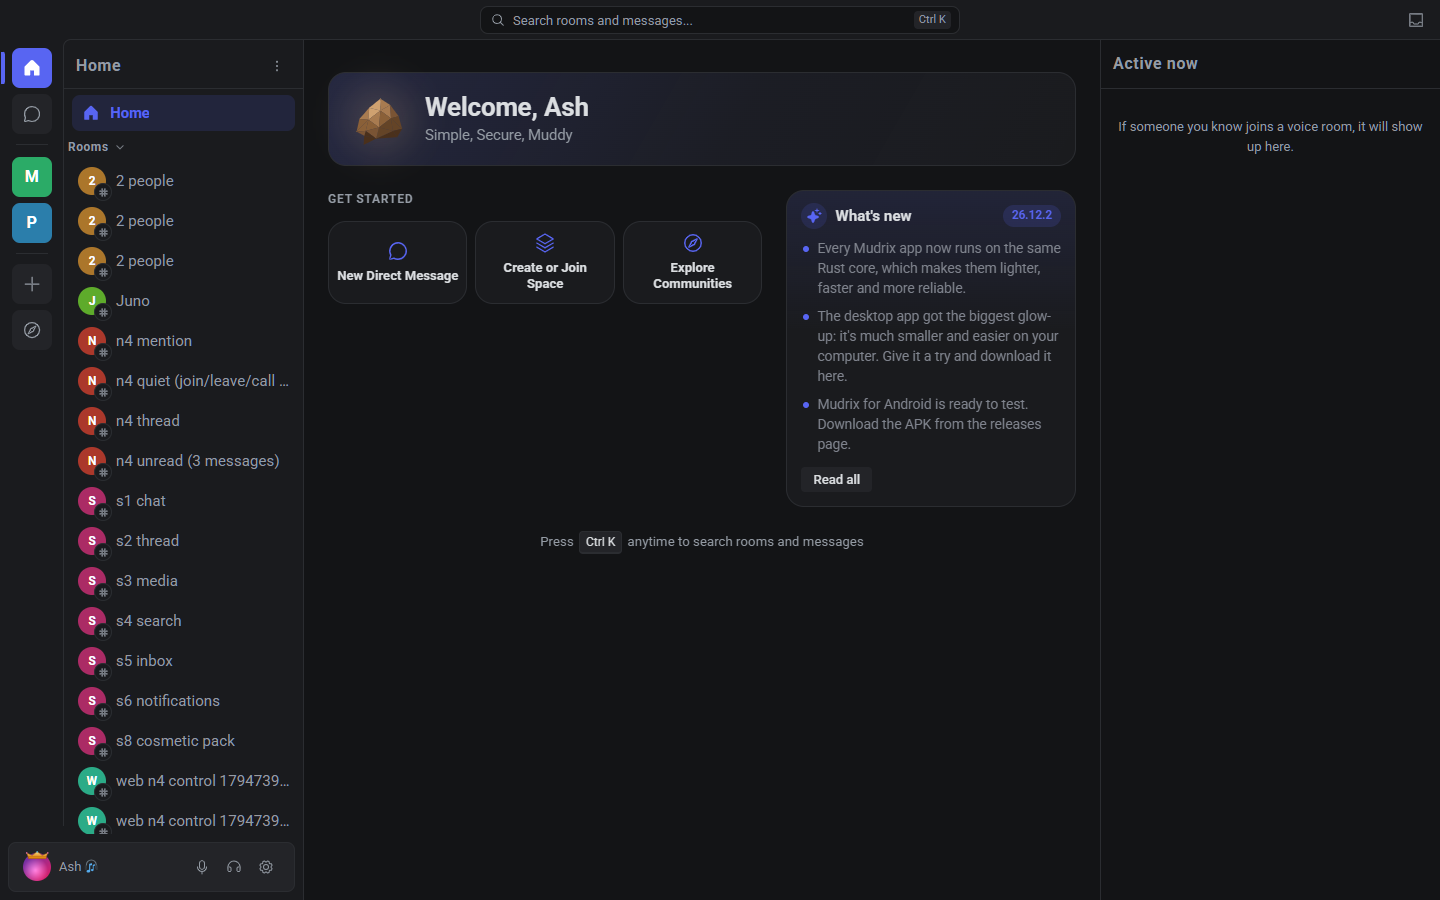 Search rooms and messages...
Ctrl K
Home
Home
Rooms
M
P
2
2 people
2
2 people
2
2 people
J
Juno
N
n4 mention
N
n4 quiet (join/leave/call ...
N
n4 thread
N
n4 unread (3 messages)
S
s1 chat
S
s2 thread
S
s3 media
S
s4 search
S
s5 inbox
S
s6 notifications
S
s8 cosmetic pack
W
web n4 control 1794739...
W
web n4 control 1794739...
Ash
Welcome, Ash
Simple, Secure, Muddy
GET STARTED
New Direct Message
Create or Join
Space
Explore
Communities
What's new
26.12.2
Every Mudrix app now runs on the same
Rust core, which makes them lighter,
faster and more reliable.
The desktop app got the biggest glow-
up: it's much smaller and easier on your
computer. Give it a try and download it
here.
Mudrix for Android is ready to test.
Download the APK from the releases
page.
Read all
Press Ctrl K anytime to search rooms and messages
Active now
If someone you know joins a voice room, it will show
up here.